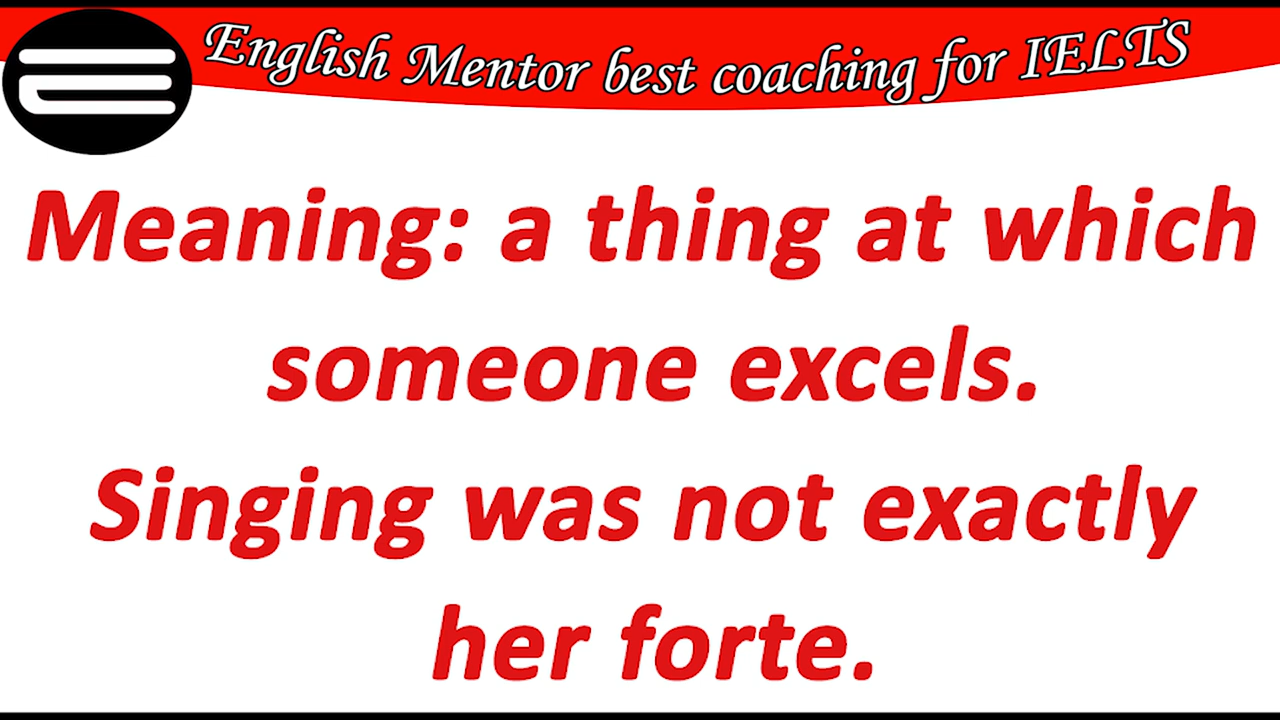 English Mentor best coaching for IELTS
Meaning: a thing at which
someone excels.
Singing was not exactly
her forte.